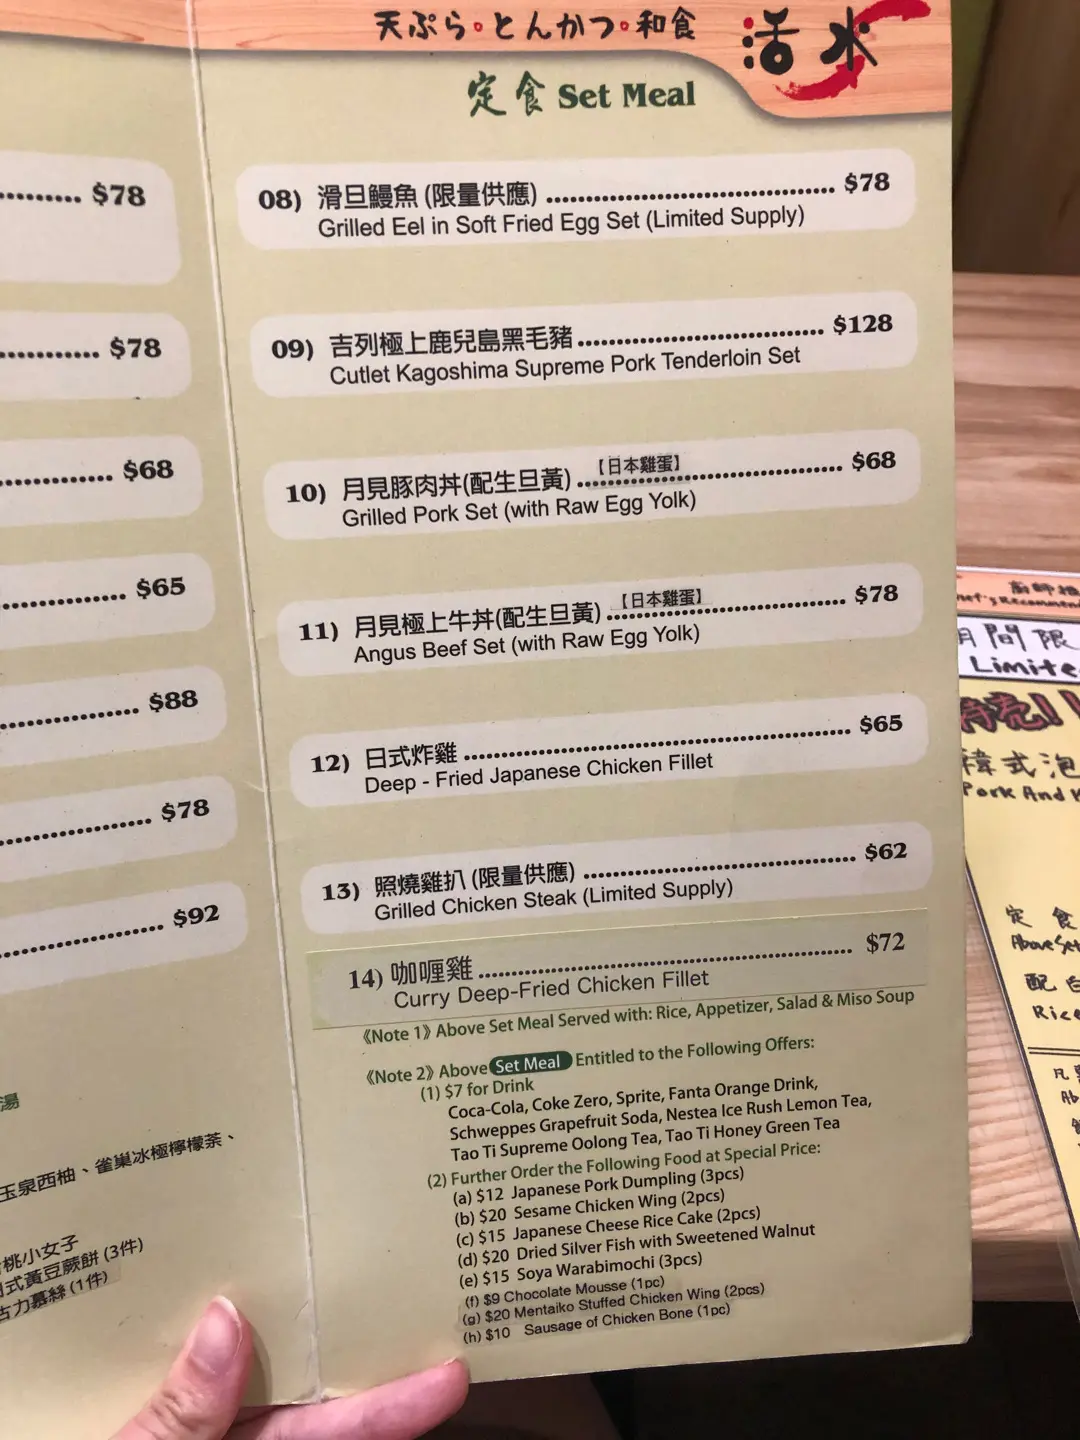 天ぷら・とんかつ・和食
活水
定食 Set Meal
$78
$78
$68
$65
$88
$78
$92
湯
玉泉西柚、雀巢冰極檸檬茶、
桃小女子
式黃豆蕨餅 (3件)
古力慕絲 (1件)
08) 滑旦鰻魚 (限量供應) $78
Grilled Eel in Soft Fried Egg Set (Limited Supply)
09) 吉列極上鹿兒島黑毛豬 $128
Cutlet Kagoshima Supreme Pork Tenderloin Set
10) 月見豚肉丼(配生旦黃) 【日本雞蛋】 $68
Grilled Pork Set (with Raw Egg Yolk)
11) 月見極上牛丼(配生旦黃) 【日本雞蛋】 $78
Angus Beef Set (with Raw Egg Yolk)
12) 日式炸雞 $65
Deep - Fried Japanese Chicken Fillet
13) 照燒雞扒 (限量供應) $62
Grilled Chicken Steak (Limited Supply)
14) 咖喱雞 $72
Curry Deep-Fried Chicken Fillet
《Note 1》 Above Set Meal Served with: Rice, Appetizer, Salad & Miso Soup
《Note 2》 Above Set Meal Entitled to the Following Offers:
(1) $7 for Drink
Coca-Cola, Coke Zero, Sprite, Fanta Orange Drink,
Schweppes Grapefruit Soda, Nestea Ice Rush Lemon Tea,
Tao Ti Supreme Oolong Tea, Tao Ti Honey Green Tea
(2) Further Order the Following Food at Special Price:
(a) $12 Japanese Pork Dumpling (3pcs)
(b) $20 Sesame Chicken Wing (2pcs)
(c) $15 Japanese Cheese Rice Cake (2pcs)
(d) $20 Dried Silver Fish with Sweetened Walnut
(e) $15 Soya Warabimochi (3pcs)
(f) $9 Chocolate Mousse (1pc)
(g) $20 Mentaiko Stuffed Chicken Wing (2pcs)
(h) $10 Sausage of Chicken Bone (1pc)
廚師推
間限
Limite
韓式泡
Pork And K
定食
Above Set
配白
Rice
凡
Ab